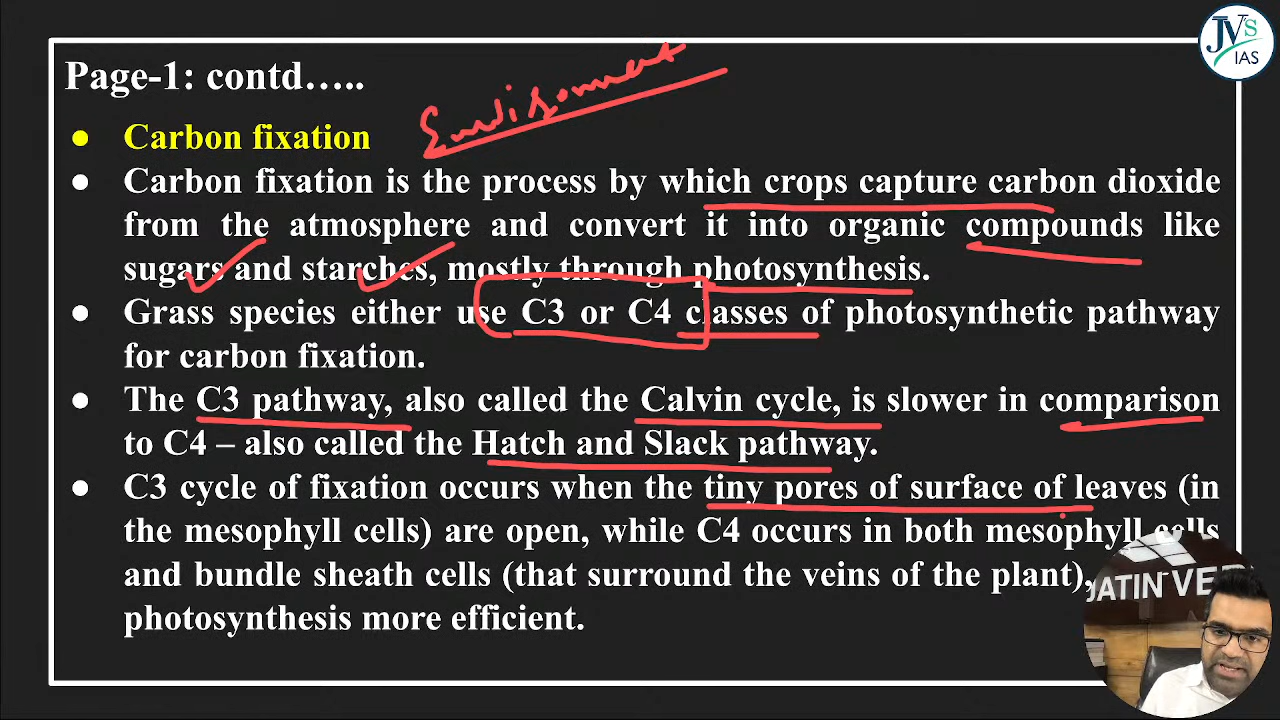 JVS
IAS
Page-1: contd…..
Environment
● Carbon fixation
● Carbon fixation is the process by which crops capture carbon dioxide
from the atmosphere and convert it into organic compounds like
sugars and starches, mostly through photosynthesis.
● Grass species either use C3 or C4 classes of photosynthetic pathway
for carbon fixation.
● The C3 pathway, also called the Calvin cycle, is slower in comparison
to C4 – also called the Hatch and Slack pathway.
● C3 cycle of fixation occurs when the tiny pores of surface of leaves (in
the mesophyll cells) are open, while C4 occurs in both mesophyll cells
and bundle sheath cells (that surround the veins of the plant),
photosynthesis more efficient.
JATIN VER